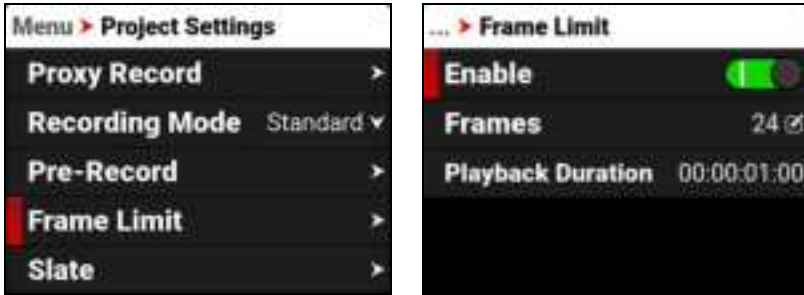 Menu > Project Settings
Proxy Record
Recording Mode Standard
Pre-Record
Frame Limit
Slate
... > Frame Limit
Enable
Frames 24
Playback Duration 00:00:01:00